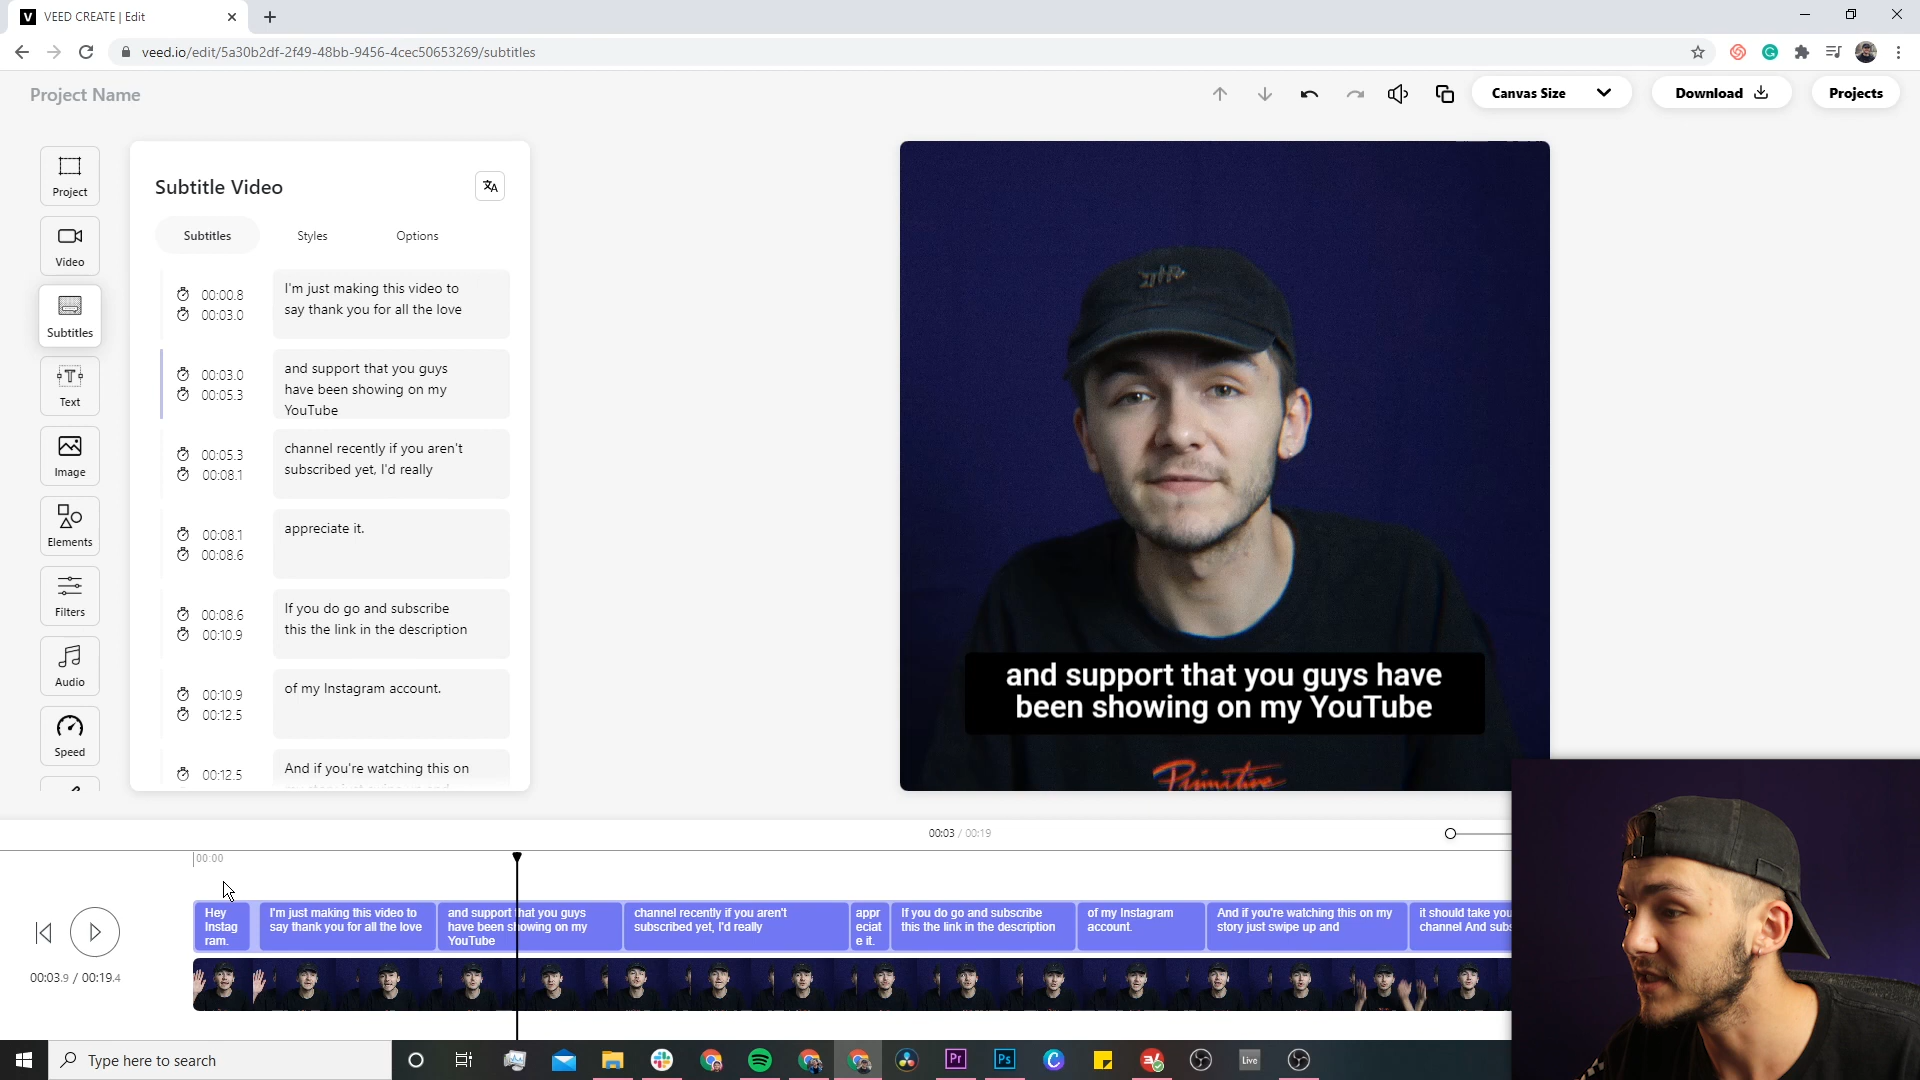 VEED CREATE | Edit
veed.io/edit/5a30b2df-2f49-48bb-9456-4cec50653269/subtitles
Project Name
Canvas Size
Download
Projects
Project
Video
Subtitles
Text
Image
Elements
Filters
Audio
Speed
Subtitle Video
Subtitles
Styles
Options
00:00.8
00:03.0
I'm just making this video to
say thank you for all the love
00:03.0
00:05.3
and support that you guys
have been showing on my
YouTube
00:05.3
00:08.1
channel recently if you aren't
subscribed yet, I'd really
00:08.1
00:08.6
appreciate it.
00:08.6
00:10.9
If you do go and subscribe
this the link in the description
00:10.9
00:12.5
of my Instagram account.
00:12.5
And if you're watching this on
and support that you guys have
been showing on my YouTube
Primitive
00:03 / 00:19
00:00
00:03.9 / 00:19.4
Hey
Instag
ram.
I'm just making this video to
say thank you for all the love
and support that you guys
have been showing on my
YouTube
channel recently if you aren't
subscribed yet, I'd really
appr
eciat
e it.
If you do go and subscribe
this the link in the description
of my Instagram
account.
And if you're watching this on my
story just swipe up and
it should take you
channel And subs
Type here to search
Pr
Ps
Live